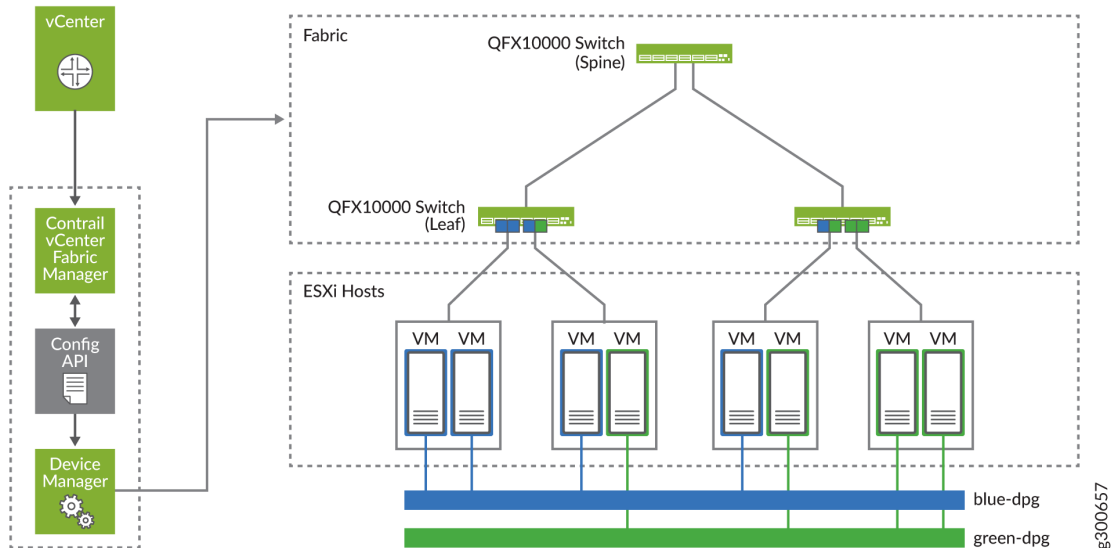 vCenter
Contrail
vCenter
Fabric
Manager
Config
API
Device
Manager
Fabric
QFX10000 Switch
(Spine)
QFX10000 Switch
(Leaf)
ESXi Hosts
VM VM
VM VM
VM VM
VM VM
blue-dpg
green-dpg
g300657